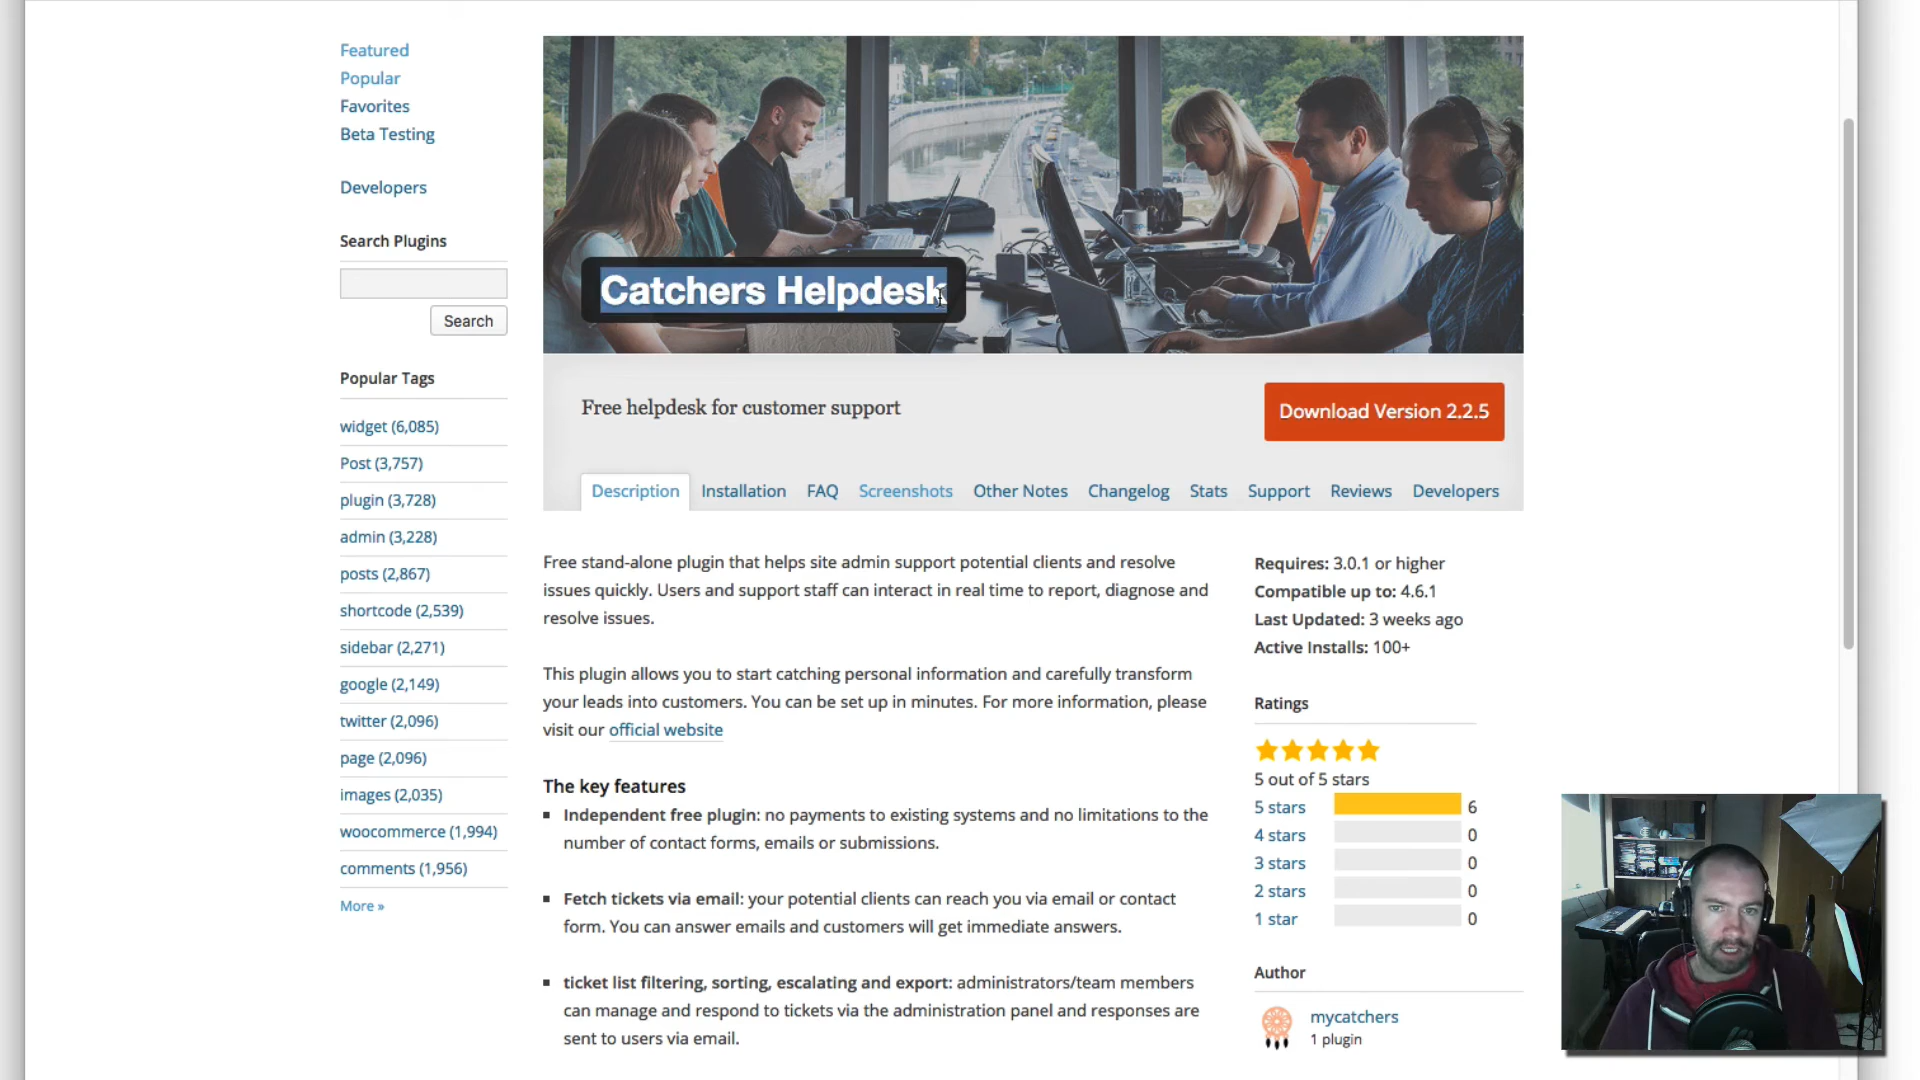 Featured
Popular
Favorites
Beta Testing
Developers
Search Plugins
Search
Popular Tags
widget (6,085)
Post (3,757)
plugin (3,728)
admin (3,228)
posts (2,867)
shortcode (2,539)
sidebar (2,271)
google (2,149)
twitter (2,096)
page (2,096)
images (2,035)
woocommerce (1,994)
comments (1,956)
More »
Catchers Helpdesk
Free helpdesk for customer support
Download Version 2.2.5
Description Installation FAQ Screenshots Other Notes Changelog Stats Support Reviews Developers
Free stand-alone plugin that helps site admin support potential clients and resolve
issues quickly. Users and support staff can interact in real time to report, diagnose and
resolve issues.
This plugin allows you to start catching personal information and carefully transform
your leads into customers. You can be set up in minutes. For more information, please
visit our official website
The key features
Independent free plugin: no payments to existing systems and no limitations to the
number of contact forms, emails or submissions.
Fetch tickets via email: your potential clients can reach you via email or contact
form. You can answer emails and customers will get immediate answers.
ticket list filtering, sorting, escalating and export: administrators/team members
can manage and respond to tickets via the administration panel and responses are
sent to users via email.
Requires: 3.0.1 or higher
Compatible up to: 4.6.1
Last Updated: 3 weeks ago
Active Installs: 100+
Ratings
5 out of 5 stars
5 stars 6
4 stars 0
3 stars 0
2 stars 0
1 star 0
Author
mycatchers
1 plugin